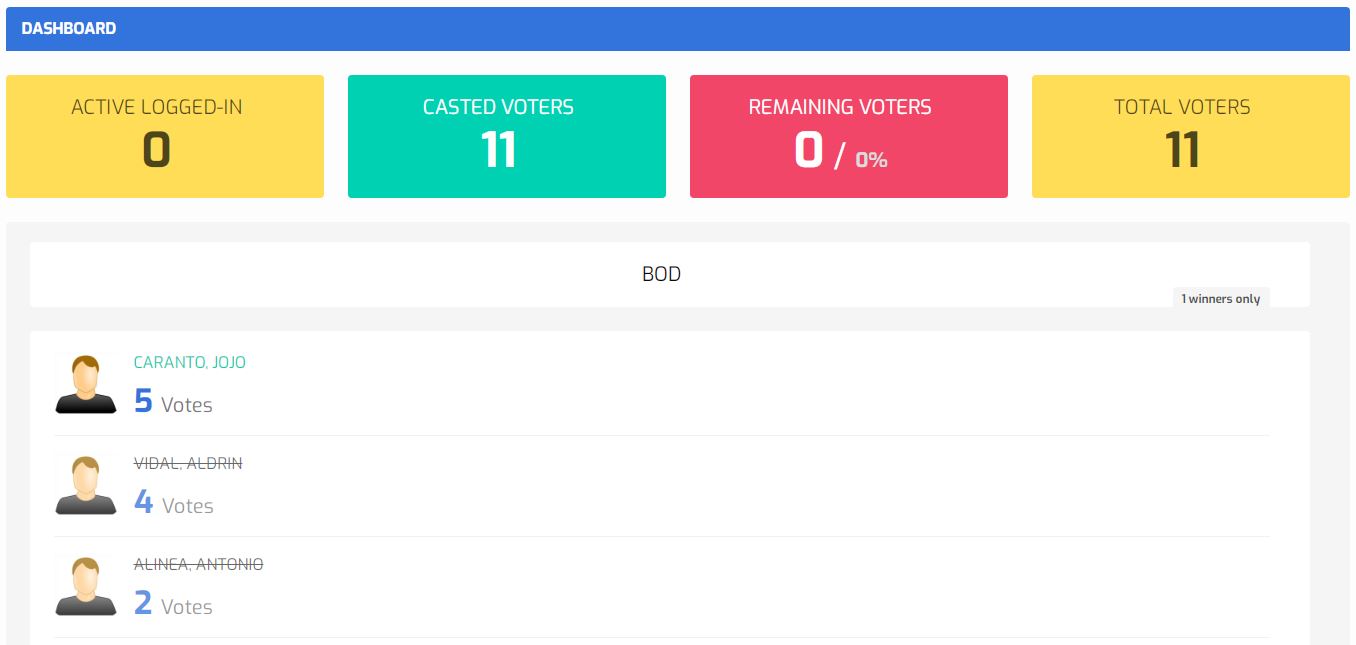 DASHBOARD
ACTIVE LOGGED-IN
0
CASTED VOTERS
11
REMAINING VOTERS
0 / 0%
TOTAL VOTERS
11
BOD
1 winners only
CARANTO, JOJO
5 Votes
VIDAL, ALDRIN
4 Votes
ALINEA, ANTONIO
2 Votes